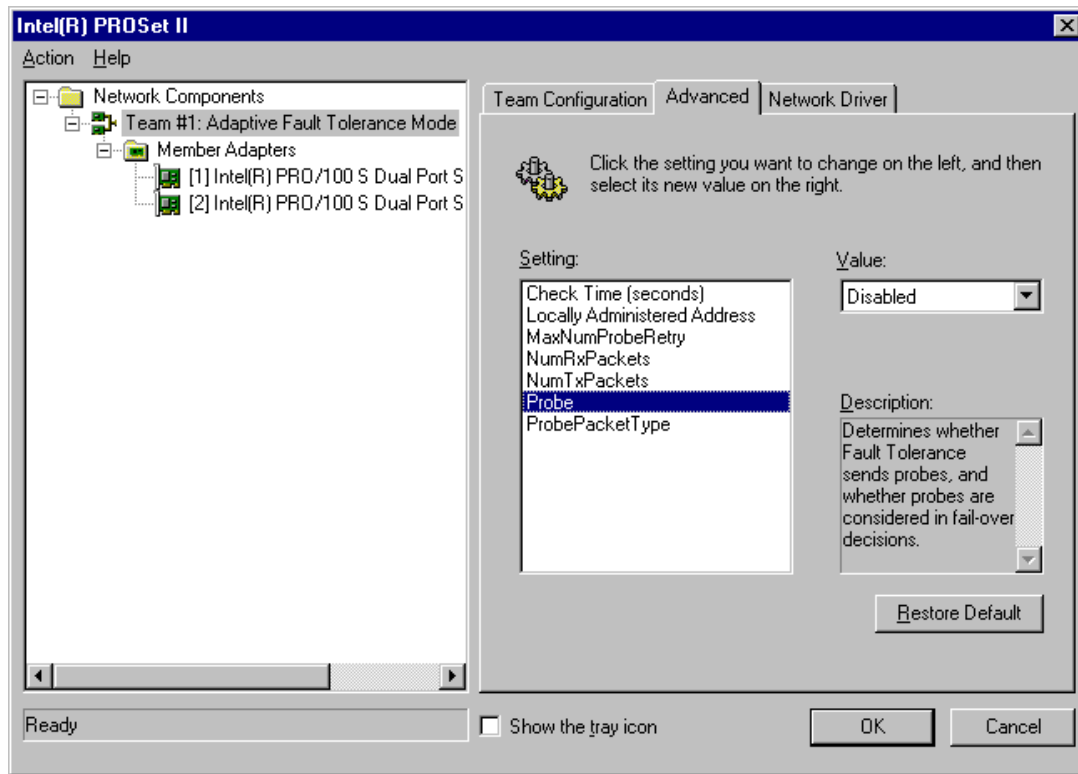 Intel(R) PROSet II
Action Help
Network Components
Team #1: Adaptive Fault Tolerance Mode
Member Adapters
[1] Intel(R) PRO/100 S Dual Port S
[2] Intel(R) PRO/100 S Dual Port S
Team Configuration
Advanced
Network Driver
Click the setting you want to change on the left, and then
select its new value on the right.
Setting:
Check Time (seconds)
Locally Administered Address
MaxNumProbeRetry
NumRxPackets
NumTxPackets
Probe
ProbePacketType
Value:
Disabled
Description:
Determines whether
Fault Tolerance
sends probes, and
whether probes are
considered in fail-over
decisions.
Restore Default
Ready
Show the tray icon
OK
Cancel